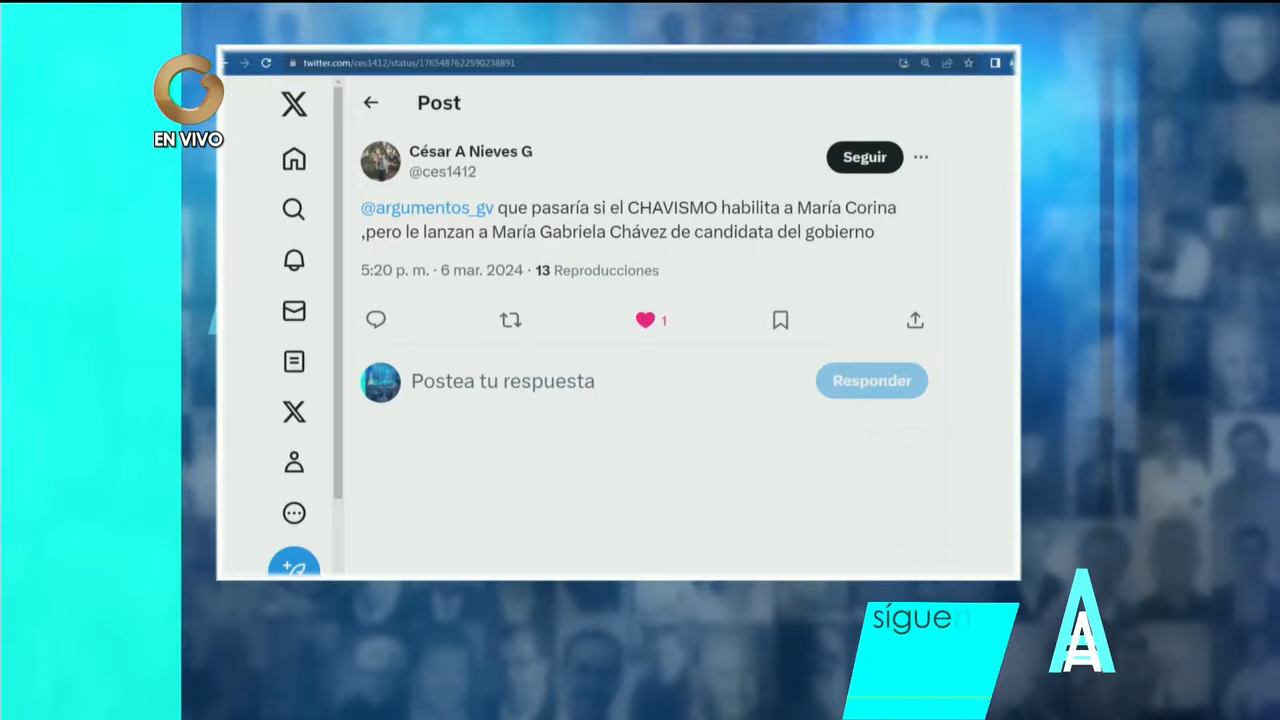 twitter.com/ces1412/status/1765487622590238891
EN VIVO
Post
César A Nieves G
@ces1412
Seguir
@argumentos_gv que pasaría si el CHAVISMO habilita a María Corina
,pero le lanzan a María Gabriela Chávez de candidata del gobierno
5:20 p. m. · 6 mar. 2024 · 13 Reproducciones
1
Postea tu respuesta
Responder
síguen
A